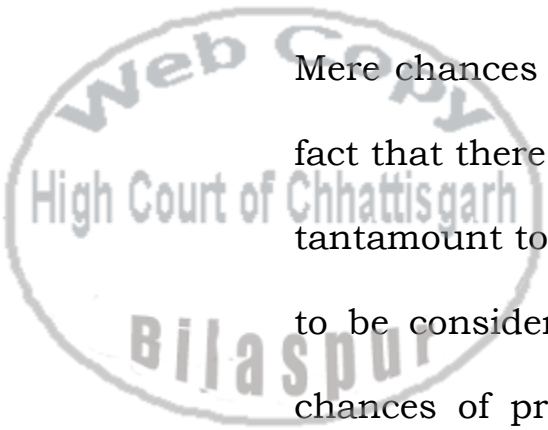 Web Copy
High Court of Chhattisgarh
Bilaspur
Mere chances
fact that there
tantamount to
to be consider
chances of pr